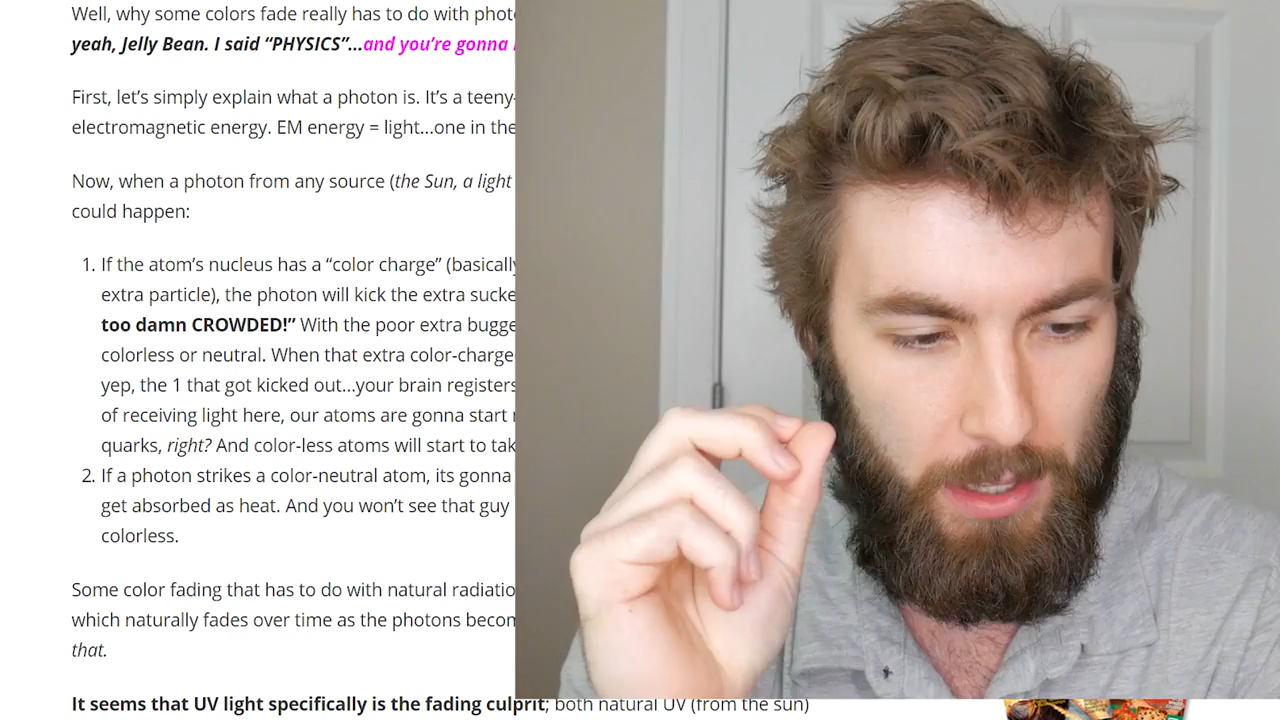 Well, why some colors fade really has to do with phot
yeah, Jelly Bean. I said “PHYSICS”…and you’re gonna
First, let’s simply explain what a photon is. It’s a teeny-
electromagnetic energy. EM energy = light…one in the
Now, when a photon from any source (the Sun, a light
could happen:
1. If the atom’s nucleus has a “color charge” (basically
extra particle), the photon will kick the extra sucke
too damn CROWDED!” With the poor extra bugge
colorless or neutral. When that extra color-charge
yep, the 1 that got kicked out…your brain registers
of receiving light here, our atoms are gonna start
quarks, right? And color-less atoms will start to tak
2. If a photon strikes a color-neutral atom, its gonna
get absorbed as heat. And you won’t see that guy
colorless.
Some color fading that has to do with natural radiatio
which naturally fades over time as the photons becom
that.
It seems that UV light specifically is the fading culprit; both natural UV (from the sun)